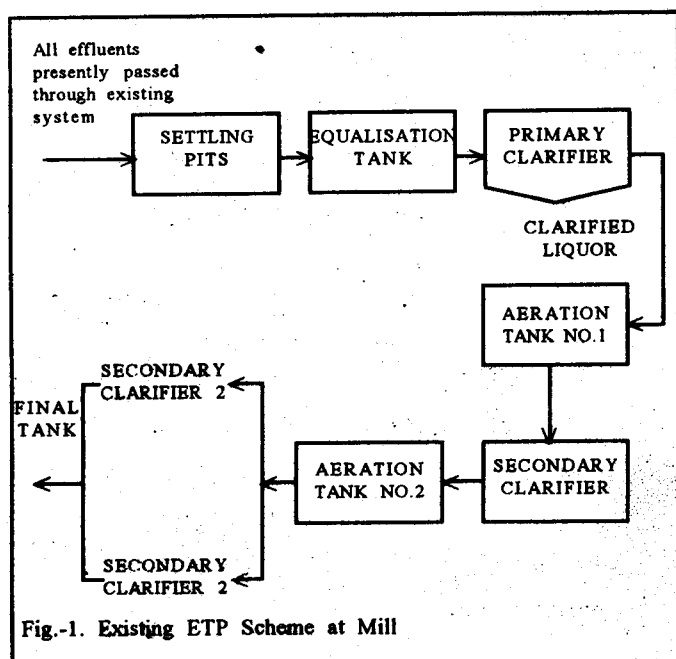 All effluents
presently passed
through existing
system
SETTLING
PITS
EQUALISATION
TANK
PRIMARY
CLARIFIER
CLARIFIED
LIQUOR
AERATION
TANK NO.1
SECONDARY
CLARIFIER
AERATION
TANK NO.2
SECONDARY
CLARIFIER 2
FINAL
TANK
SECONDARY
CLARIFIER 2
Fig.-1. Existing ETP Scheme at Mill